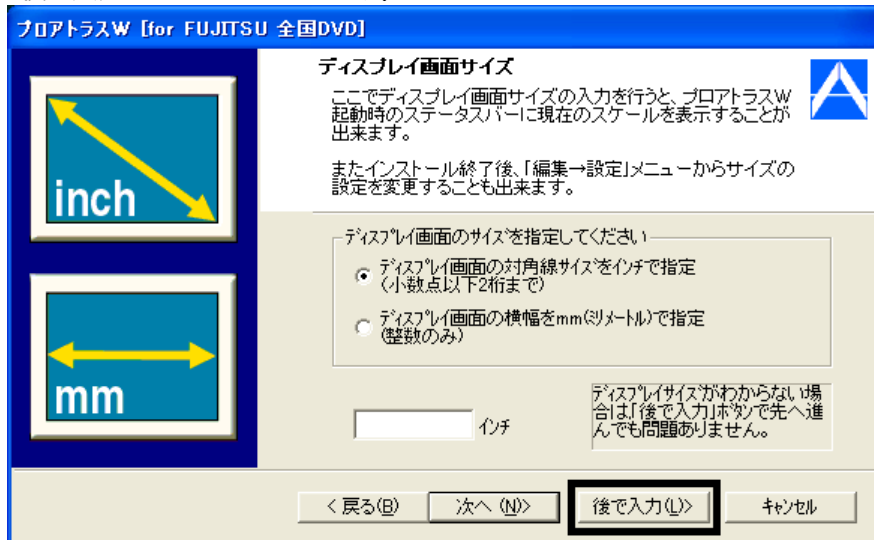 プロアトラスW [for FUJITSU 全国DVD]
ディスプレイ画面サイズ
ここでディスプレイ画面サイズの入力を行うと、プロアトラスW
起動時のステータスバーに現在のスケールを表示することが
出来ます。
またインストール終了後、「編集→設定」メニューからサイズの
設定を変更することも出来ます。
inch
mm
ディスプレイ画面のサイズを指定してください
ディスプレイ画面の対角線サイズをインチで指定
(小数点以下2桁まで)
ディスプレイ画面の横幅をmm(ミリメートル)で指定
(整数のみ)
インチ
ディスプレイサイズがわからない場
合は「後で入力」ボタンで先へ進
んでも問題ありません。
< 戻る(B)
次へ (N)>
後で入力(L)>
キャンセル